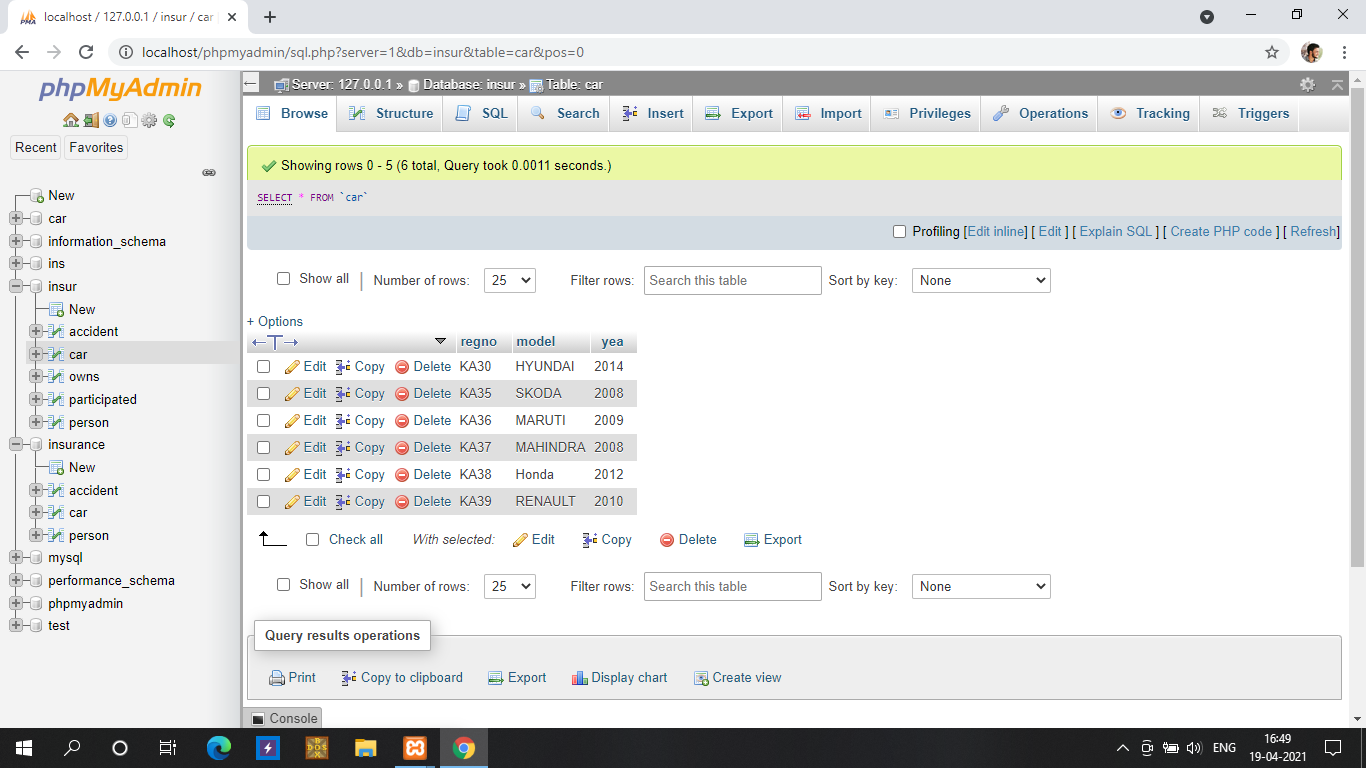 localhost / 127.0.0.1 / insur / car
localhost/phpmyadmin/sql.php?server=1&db=insur&table=car&pos=0
phpMyAdmin
Recent Favorites
New
car
information_schema
ins
insur
New
accident
car
owns
participated
person
insurance
New
accident
car
person
mysql
performance_schema
phpmyadmin
test
Server: 127.0.0.1 » Database: insur » Table: car
Browse Structure SQL Search Insert Export Import Privileges Operations Tracking Triggers
Showing rows 0 - 5 (6 total, Query took 0.0011 seconds.)
SELECT * FROM `car`
Profiling [Edit inline] [ Edit ] [ Explain SQL ] [ Create PHP code ] [ Refresh]
Show all | Number of rows: 25 Filter rows: Search this table Sort by key: None
+ Options
←T→ regno model yea
Edit Copy Delete KA30 HYUNDAI 2014
Edit Copy Delete KA35 SKODA 2008
Edit Copy Delete KA36 MARUTI 2009
Edit Copy Delete KA37 MAHINDRA 2008
Edit Copy Delete KA38 Honda 2012
Edit Copy Delete KA39 RENAULT 2010
Check all With selected: Edit Copy Delete Export
Show all | Number of rows: 25 Filter rows: Search this table Sort by key: None
Query results operations
Print Copy to clipboard Export Display chart Create view
Console
ENG
16:49
19-04-2021